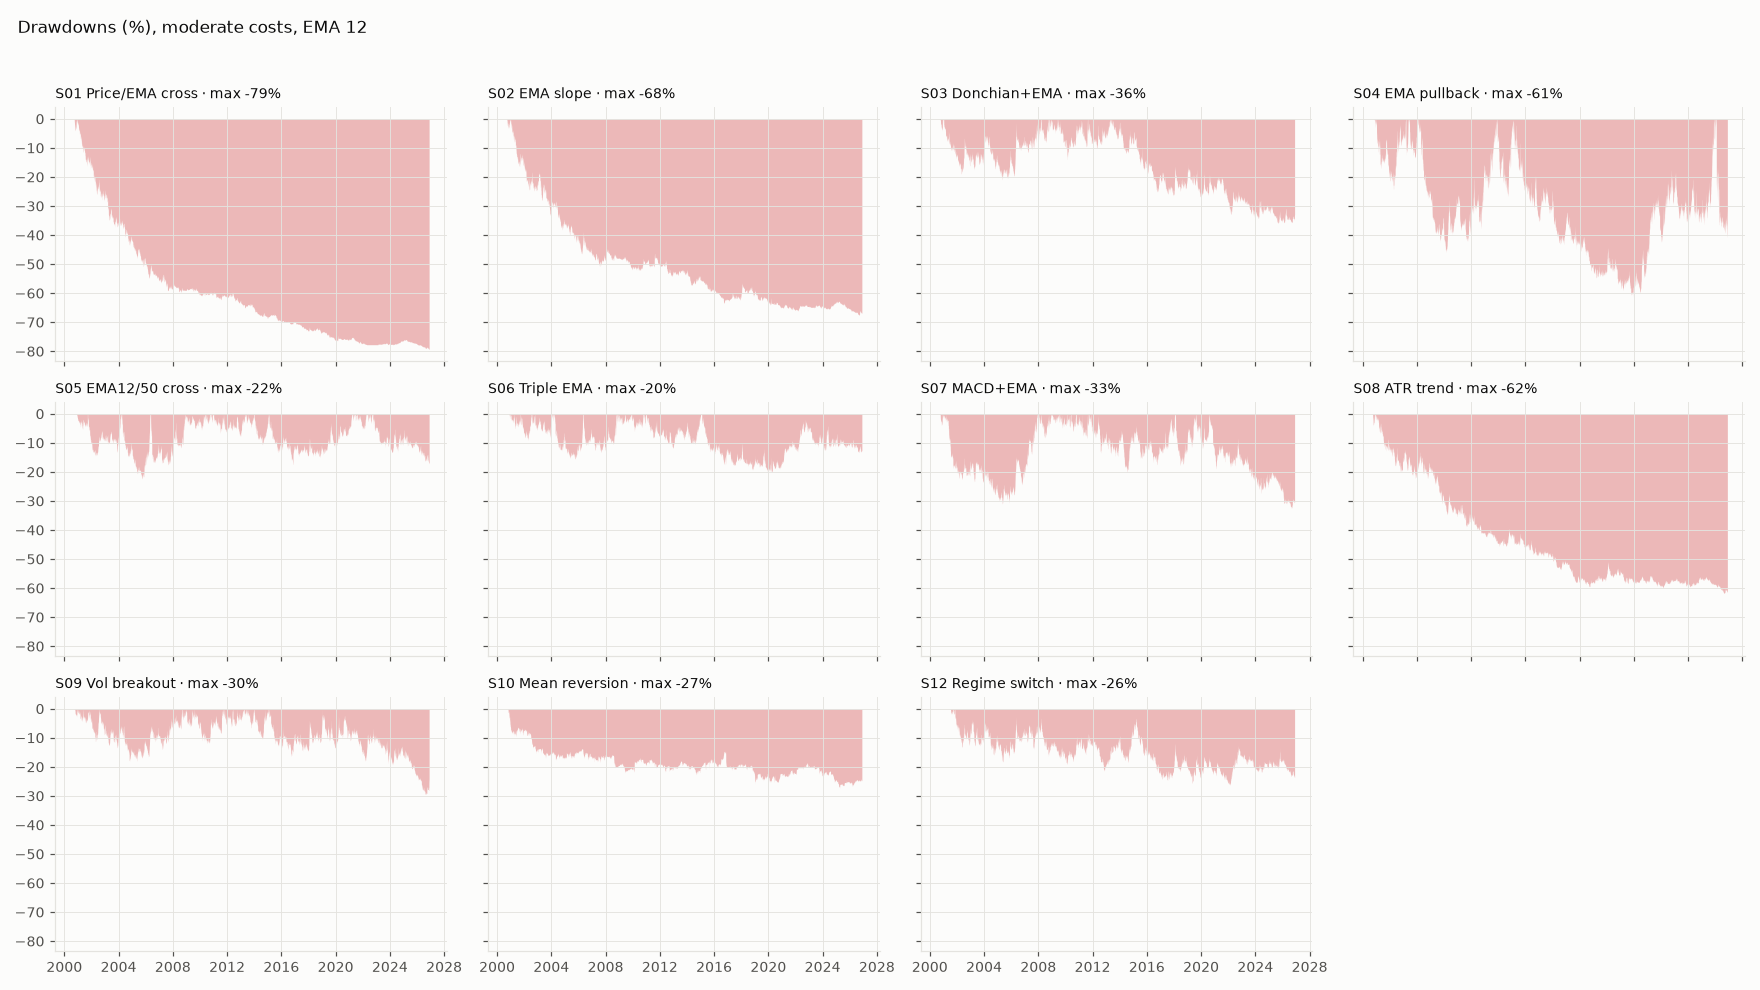 Drawdowns (%), moderate costs, EMA 12
S01 Price/EMA cross · max -79%
S02 EMA slope · max -68%
S03 Donchian+EMA · max -36%
S04 EMA pullback · max -61%
0
−10
−20
−30
−40
−50
−60
−70
−80
S05 EMA12/50 cross · max -22%
S06 Triple EMA · max -20%
S07 MACD+EMA · max -33%
S08 ATR trend · max -62%
0
−10
−20
−30
−40
−50
−60
−70
−80
S09 Vol breakout · max -30%
S10 Mean reversion · max -27%
S12 Regime switch · max -26%
0
−10
−20
−30
−40
−50
−60
−70
−80
2000 2004 2008 2012 2016 2020 2024 2028
2000 2004 2008 2012 2016 2020 2024 2028
2000 2004 2008 2012 2016 2020 2024 2028